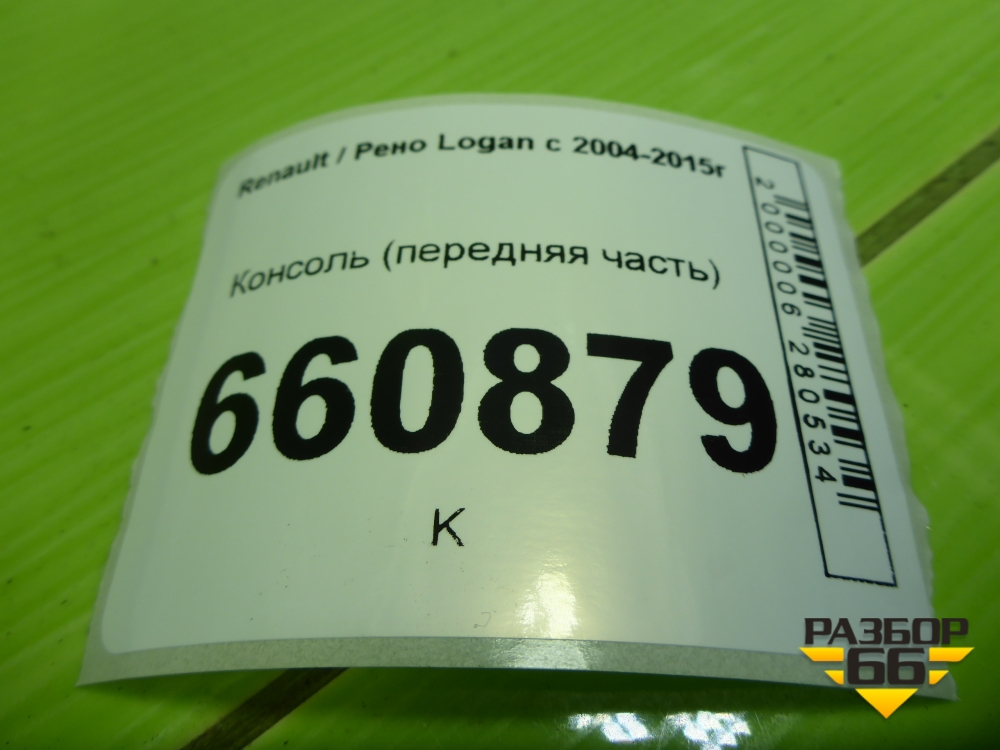 Renault / Рено Logan с 2004-2015г
Консоль (передняя часть)
660879
К
2000006280534
РАЗБОР
66